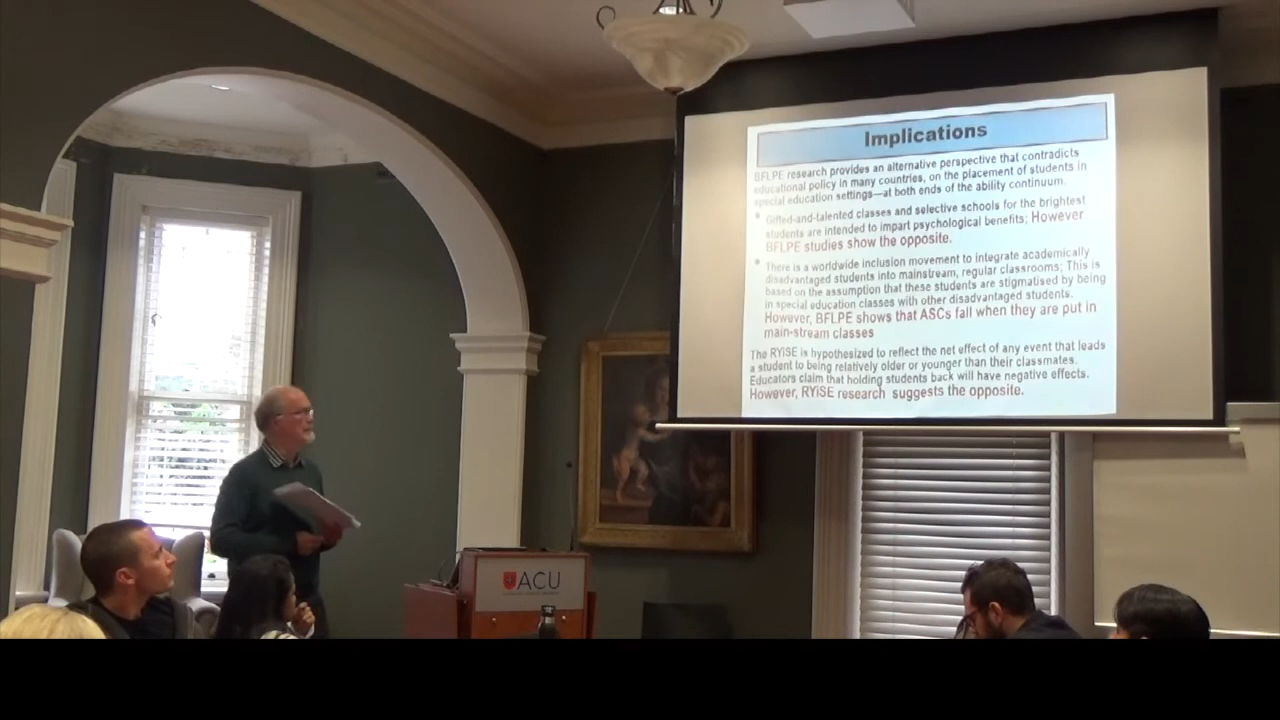 Implications
BFLPE research provides an alternative perspective that contradicts
educational policy in many countries, on the placement of students in
special education settings—at both ends of the ability continuum.
* Gifted-and-talented classes and selective schools for the brightest
students are intended to impart psychological benefits; However
BFLPE studies show the opposite.
* There is a worldwide inclusion movement to integrate academically
disadvantaged students into mainstream, regular classrooms; This is
based on the assumption that these students are stigmatised by being
in special education classes with other disadvantaged students.
However, BFLPE shows that ASCs fall when they are put in
main-stream classes
The RYiSE is hypothesized to reflect the net effect of any event that leads
a student to being relatively older or younger than their classmates.
Educators claim that holding students back will have negative effects.
However, RYiSE research suggests the opposite.
ACU